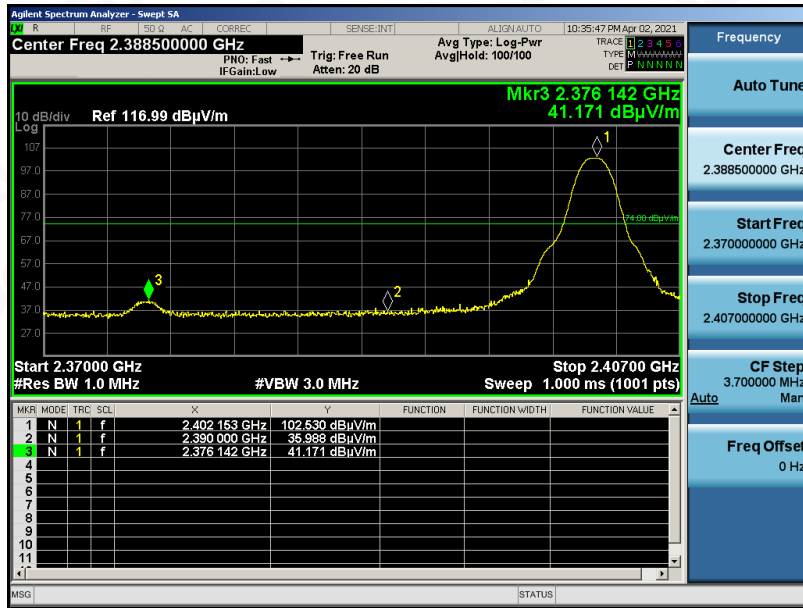 Agilent Spectrum Analyzer - Swept SA
LXI R RF 50 Ω AC CORREC SENSE:INT ALIGN AUTO 10:35:47 PM Apr 02, 2021
Center Freq 2.388500000 GHz
PNO: Fast
IFGain:Low
Trig: Free Run
Atten: 20 dB
Avg Type: Log-Pwr
Avg|Hold: 100/100
TRACE 1 2 3 4 5 6
TYPE M W W W W W
DET P N N N N N
Mkr3 2.376 142 GHz
41.171 dBµV/m
10 dB/div Ref 116.99 dBµV/m
Log
107
97.0
87.0
77.0
67.0
57.0
47.0
37.0
27.0
1
2
3
74.00 dBµV/m
Start 2.37000 GHz Stop 2.40700 GHz
#Res BW 1.0 MHz #VBW 3.0 MHz Sweep 1.000 ms (1001 pts)
MKR MODE TRC SCL X Y FUNCTION FUNCTION WIDTH FUNCTION VALUE
1 N 1 f 2.402 153 GHz 102.530 dBµV/m
2 N 1 f 2.390 000 GHz 35.988 dBµV/m
3 N 1 f 2.376 142 GHz 41.171 dBµV/m
4
5
6
7
8
9
10
11
MSG STATUS
Frequency
Auto Tune
Center Freq
2.388500000 GHz
Start Freq
2.370000000 GHz
Stop Freq
2.407000000 GHz
CF Step
3.700000 MHz
Auto Man
Freq Offset
0 Hz